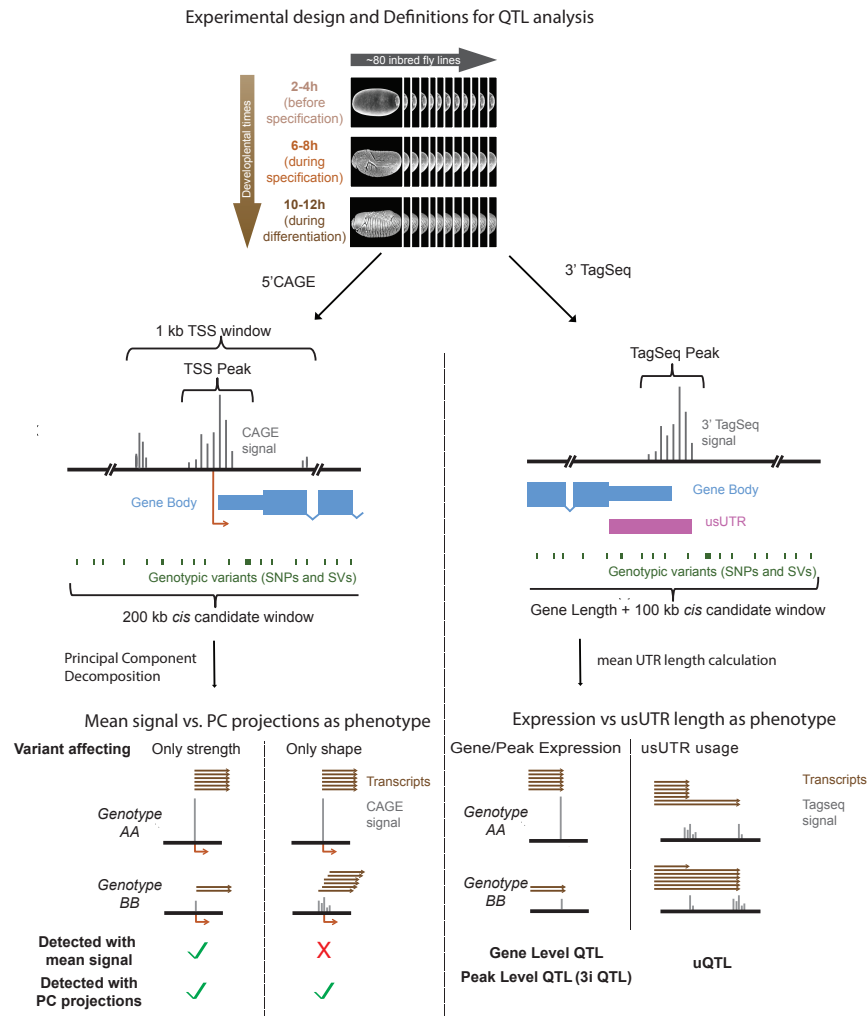 Experimental design and Definitions for QTL analysis
~80 inbred fly lines
Developlental times
2-4h
(before
specification)
6-8h
(during
specification)
10-12h
(during
differentiation)
5'CAGE
3' TagSeq
1 kb TSS window
TSS Peak
CAGE
signal
Gene Body
Genotypic variants (SNPs and SVs)
200 kb cis candidate window
Principal Component
Decomposition
TagSeq Peak
3' TagSeq
signal
Gene Body
usUTR
Genotypic variants (SNPs and SVs)
Gene Length + 100 kb cis candidate window
mean UTR length calculation
Mean signal vs. PC projections as phenotype
Variant affecting
Only strength
Only shape
Transcripts
CAGE
signal
Genotype
AA
Genotype
BB
Detected with
mean signal
✓
X
Detected with
PC projections
✓
✓
Expression vs usUTR length as phenotype
Gene/Peak Expression
usUTR usage
Transcripts
Tagseq
signal
Genotype
AA
Genotype
BB
Gene Level QTL
Peak Level QTL (3i QTL)
uQTL